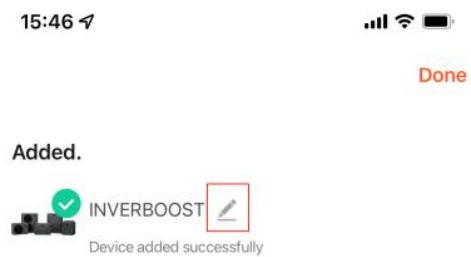 15:46
Done
Added.
INVERBOOST
Device added successfully